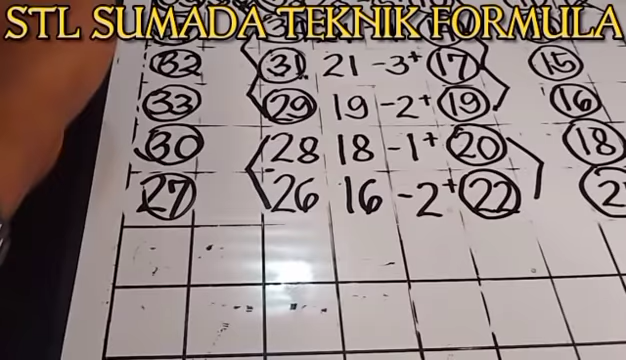 STL SUMADA TEKNIK FORMULA
32 31 21 -3+ 17 15
33 29 19 -2+ 19 16
30 28 18 -1+ 20 18
27 26 16 -2+ 22